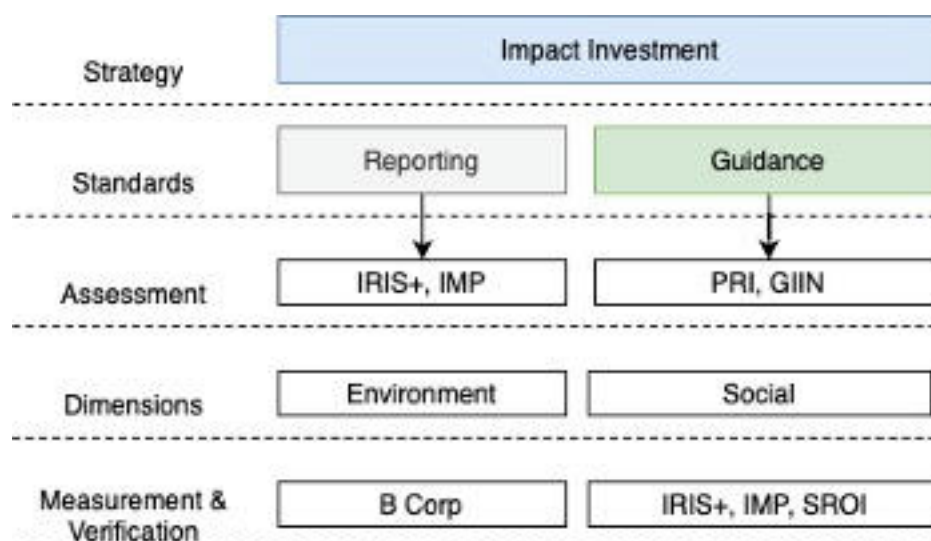 Impact Investment
Strategy
Reporting
Guidance
Standards
IRIS+, IMP
PRI, GIIN
Assessment
Environment
Social
Dimensions
B Corp
IRIS+, IMP, SROI
Measurement &
Verification